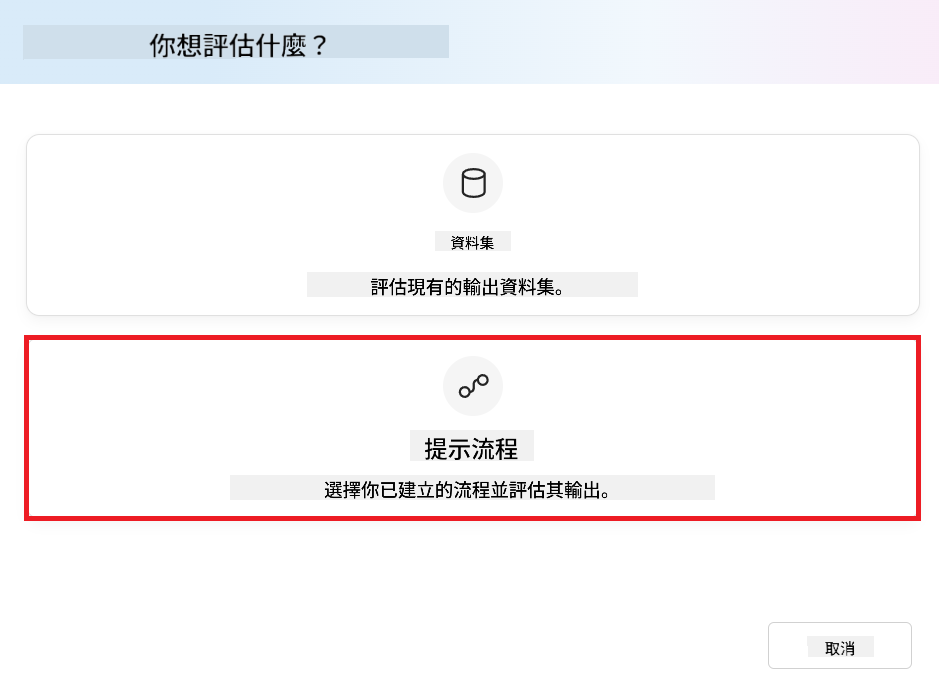 你想評估什麼？
資料集
評估現有的輸出資料集。
提示流程
選擇你已建立的流程並評估其輸出。
取消